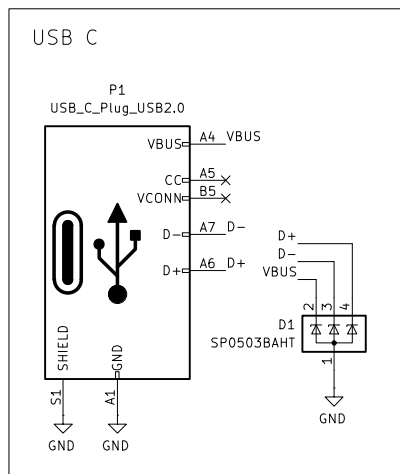 USB C
P1
USB_C_Plug_USB2.0
VBUS A4 VBUS
CC A5
VCONN B5
D- A7 D-
D+ A6 D+
SHIELD
GND
S1
A1
GND
GND
D+
D-
VBUS
2 3 4
D1
SP0503BAHT
1
GND